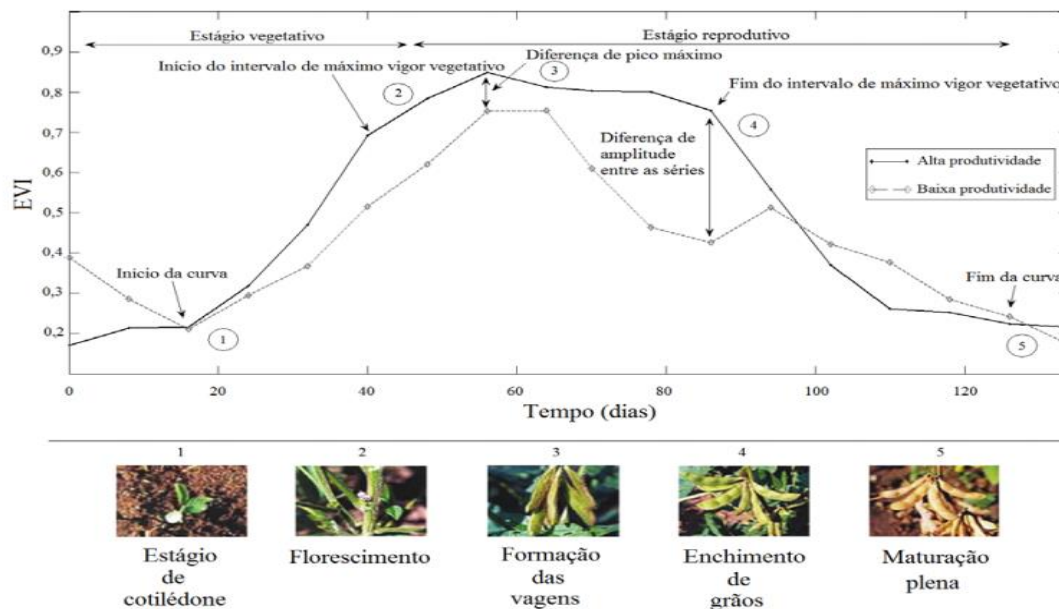 Estágio vegetativo
Estágio reprodutivo
0,9
Inicio do intervalo de máximo vigor vegetativo
Diferença de pico máximo
3
2
0,8
Fim do intervalo de máximo vigor vegetativo
4
0,7
Diferença de
amplitude
entre as séries
Alta produtividade
Baixa produtividade
0,6
EVI
0,5
0,4
Inicio da curva
Fim da curva
0,3
0,2
1
5
0
20
40
60
80
100
120
Tempo (dias)
1
2
3
4
5
Estágio
de
cotilédone
Florescimento
Formação
das
vagens
Enchimento
de
grãos
Maturação
plena